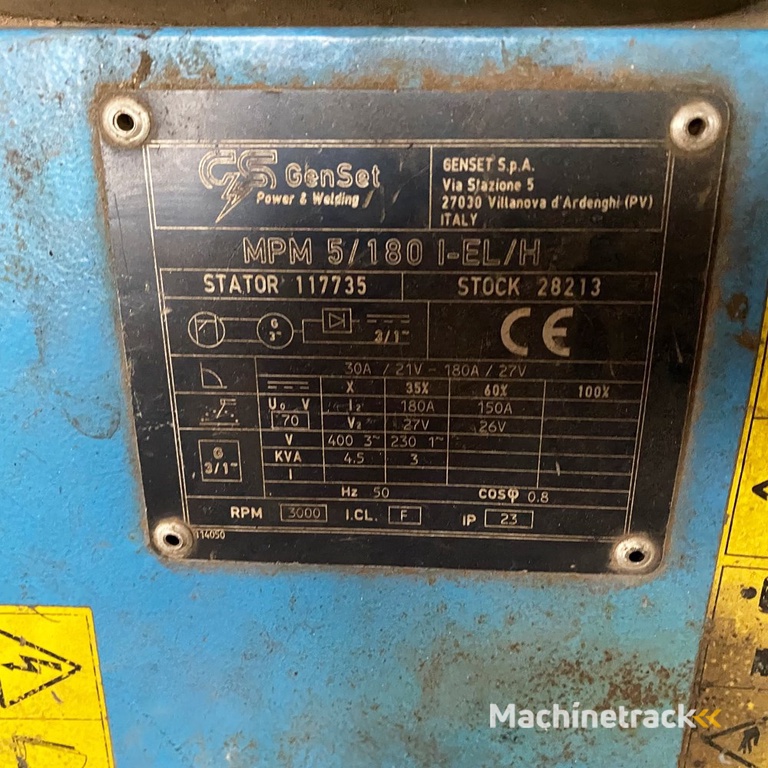 GS GenSet
Power & Welding
GENSET S.p.A.
Via Stazione 5
27030 Villanova d'Ardenghi (PV)
ITALY
MPM 5/180 I-EL/H
STATOR 117735 STOCK 28213
G
3~
3/1~
CE
30A / 21V - 180A / 27V
X 35% 60% 100%
U₀ V I₂ 180A 150A
70 V₂ 27V 26V
G
3/1~
V 400 3~ 230 1~
KVA 4.5 3
I
Hz 50 cosφ 0.8
RPM 3000 I.CL. F IP 23
114050
Machinetrack